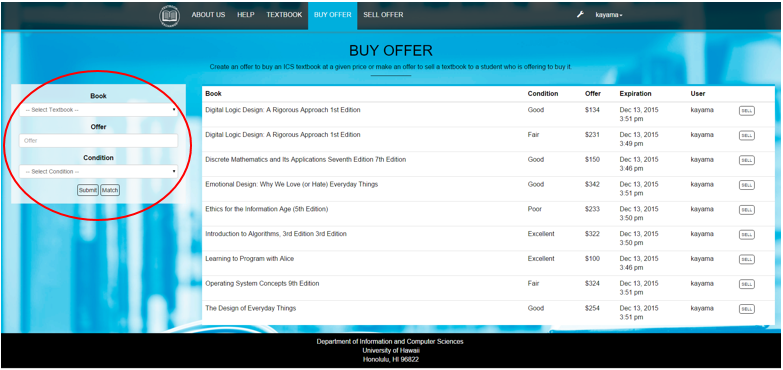 ABOUT US HELP TEXTBOOK BUY OFFER SELL OFFER kayama
BUY OFFER
Create an offer to buy an ICS textbook at a given price or make an offer to sell a textbook to a student who is offering to buy it.
Book
-- Select Textbook --
Offer
Offer
Condition
-- Select Condition --
Submit Match
Book Condition Offer Expiration User
Digital Logic Design: A Rigorous Approach 1st Edition Good $134 Dec 13, 2015 kayama SELL
3:51 pm
Digital Logic Design: A Rigorous Approach 1st Edition Fair $231 Dec 13, 2015 kayama SELL
3:49 pm
Discrete Mathematics and Its Applications Seventh Edition 7th Edition Good $150 Dec 13, 2015 kayama SELL
3:46 pm
Emotional Design: Why We Love (or Hate) Everyday Things Good $342 Dec 13, 2015 kayama SELL
3:51 pm
Ethics for the Information Age (5th Edition) Poor $233 Dec 13, 2015 kayama SELL
3:50 pm
Introduction to Algorithms, 3rd Edition 3rd Edition Excellent $322 Dec 13, 2015 kayama SELL
3:50 pm
Learning to Program with Alice Excellent $100 Dec 13, 2015 kayama SELL
3:46 pm
Operating System Concepts 9th Edition Fair $324 Dec 13, 2015 kayama SELL
3:51 pm
The Design of Everyday Things Good $254 Dec 13, 2015 kayama SELL
3:51 pm
Department of Information and Computer Sciences
University of Hawaii
Honolulu, HI 96822